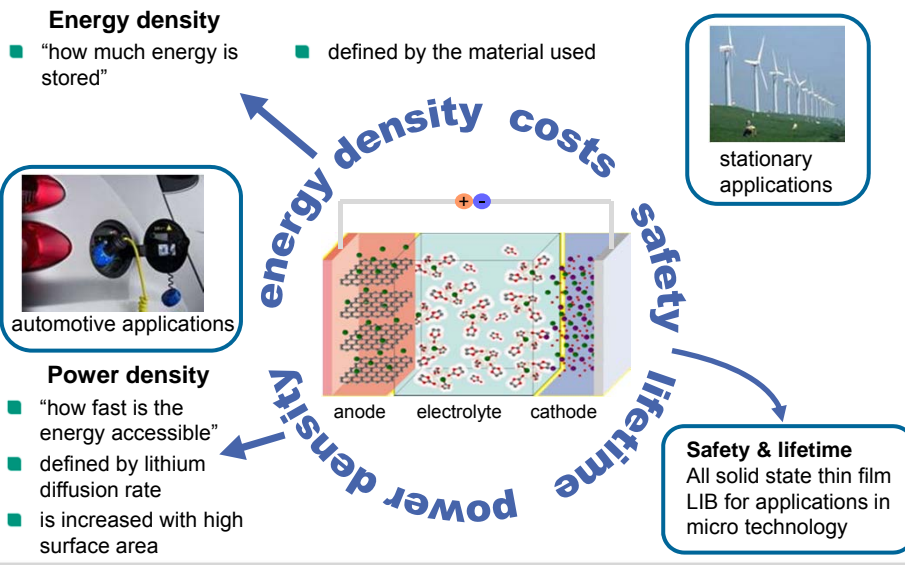 Energy density
“how much energy is
stored”
defined by the material used
stationary
applications
energy density costs safety lifetime power density
+ -
automotive applications
anode electrolyte cathode
Power density
“how fast is the
energy accessible”
defined by lithium
diffusion rate
is increased with high
surface area
Safety & lifetime
All solid state thin film
LIB for applications in
micro technology